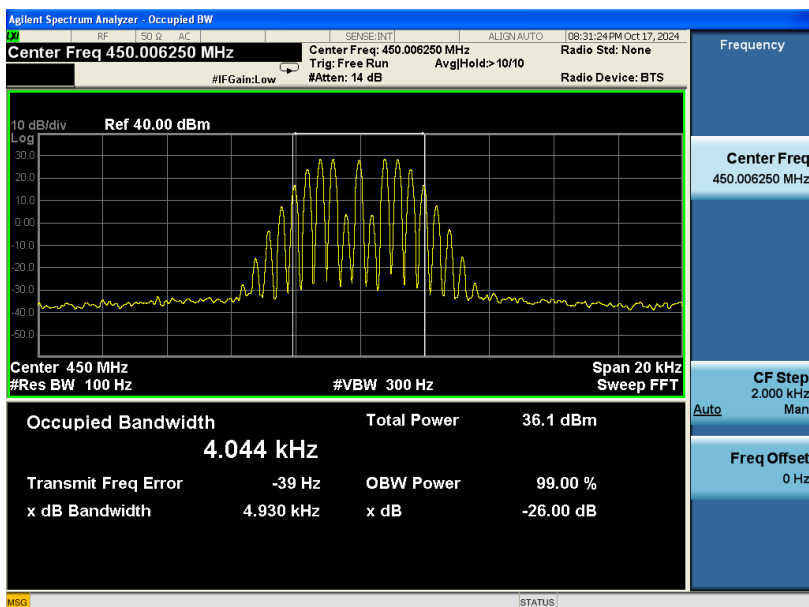 Agilent Spectrum Analyzer - Occupied BW
LXI RF 50 Ω AC SENSE:INT ALIGN AUTO 08:31:24 PM Oct 17, 2024
Center Freq 450.006250 MHz
Center Freq: 450.006250 MHz
Radio Std: None
Trig: Free Run Avg|Hold:>10/10
#IFGain:Low #Atten: 14 dB Radio Device: BTS
10 dB/div Ref 40.00 dBm
Log
30.0
20.0
10.0
0.00
-10.0
-20.0
-30.0
-40.0
-50.0
Center 450 MHz Span 20 kHz
#Res BW 100 Hz #VBW 300 Hz Sweep FFT
Occupied Bandwidth Total Power 36.1 dBm
4.044 kHz
Transmit Freq Error -39 Hz OBW Power 99.00 %
x dB Bandwidth 4.930 kHz x dB -26.00 dB
MSG STATUS
Frequency
Center Freq
450.006250 MHz
CF Step
2.000 kHz
Auto Man
Freq Offset
0 Hz